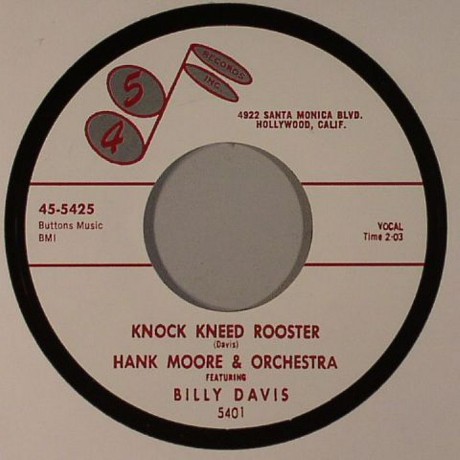 5
4
RECORDS
INC.
4922 SANTA MONICA BLVD.
HOLLYWOOD, CALIF.
45-5425
Buttons Music
BMI
VOCAL
Time 2-03
KNOCK KNEED ROOSTER
(Davis)
HANK MOORE & ORCHESTRA
FEATURING
BILLY DAVIS
5401